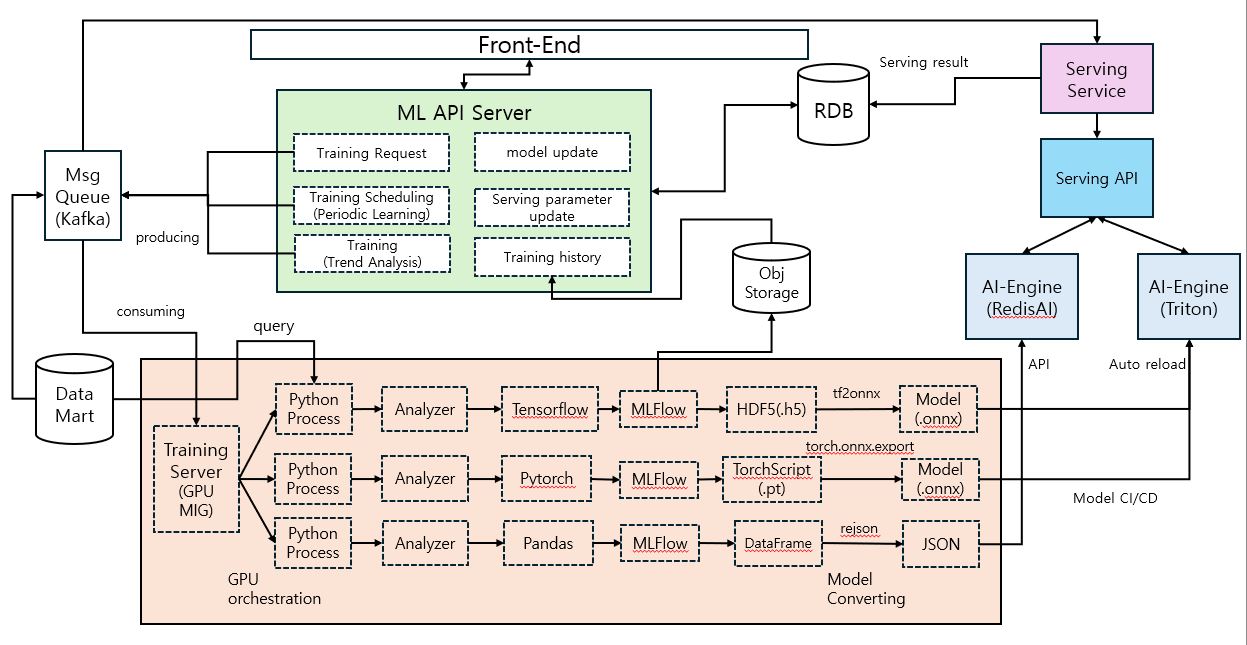 Front-End
Serving result
Serving
Service
RDB
ML API Server
Training Request
model update
Msg
Queue
(Kafka)
Serving API
Training Scheduling
(Periodic Learning)
Serving parameter
update
producing
Training
(Trend Analysis)
Training history
Obj
Storage
AI-Engine
(RedisAI)
AI-Engine
(Triton)
consuming
query
API
Auto reload
Data
Mart
Python
Process
Analyzer
Tensorflow
MLFlow
HDF5(.h5)
tf2onnx
Model
(.onnx)
Training
Server
(GPU
MIG)
Python
Process
Analyzer
Pytorch
MLFlow
TorchScript
(.pt)
torch.onnx.export
Model
(.onnx)
Model CI/CD
Python
Process
Analyzer
Pandas
MLFlow
DataFrame
rejson
JSON
GPU
orchestration
Model
Converting